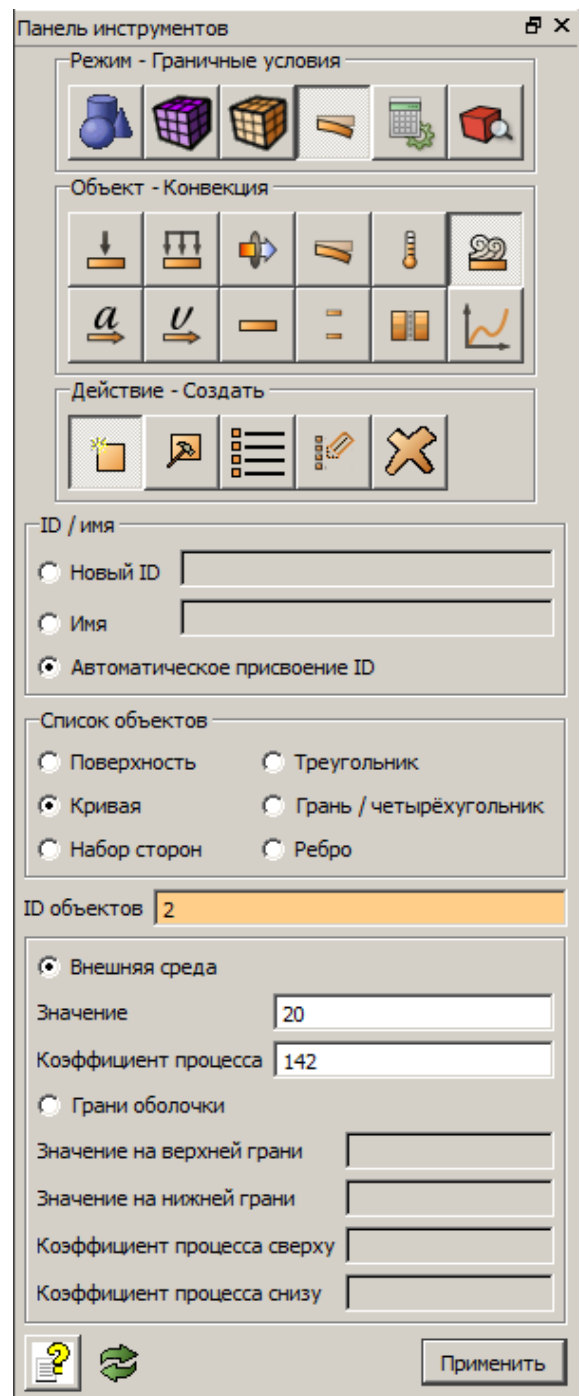 Панель инструментов
Режим - Граничные условия
Объект - Конвекция
a
υ
Действие - Создать
ID / имя
Новый ID
Имя
Автоматическое присвоение ID
Список объектов
Поверхность Треугольник
Кривая Грань / четырёхугольник
Набор сторон Ребро
ID объектов 2
Внешняя среда
Значение 20
Коэффициент процесса 142
Грани оболочки
Значение на верхней грани
Значение на нижней грани
Коэффициент процесса сверху
Коэффициент процесса снизу
? Применить